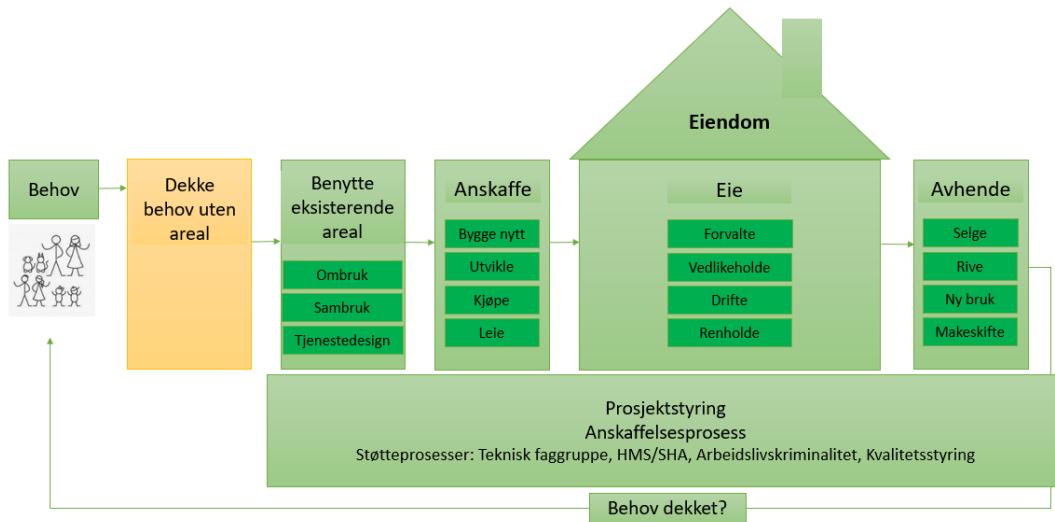 Eiendom
Behov
Dekke
behov uten
areal
Benytte
eksisterende
areal
Ombruk
Sambruk
Tjenestedesign
Anskaffe
Bygge nytt
Utvikle
Kjøpe
Leie
Eie
Forvalte
Vedlikeholde
Drifte
Renholde
Avhende
Selge
Rive
Ny bruk
Makeskifte
Prosjektstyring
Anskaffelsesprosess
Støtteprosesser: Teknisk faggruppe, HMS/SHA, Arbeidslivskriminalitet, Kvalitetsstyring
Behov dekket?